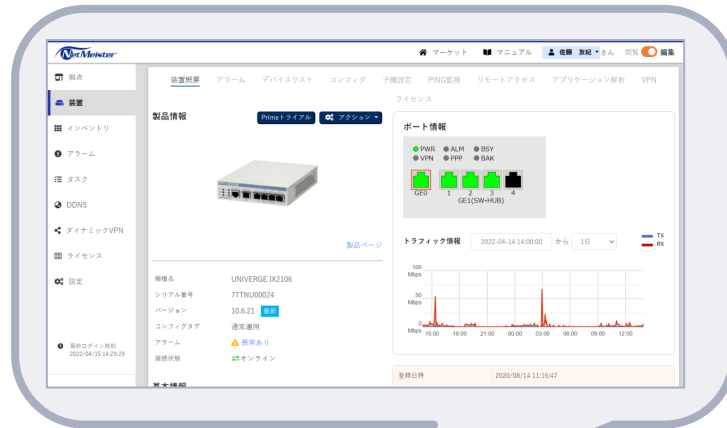 NetMeister
マーケット マニュアル 佐藤 友紀 さん 閲覧 編集
拠点
装置
インベントリ
アラーム
タスク
DDNS
ダイナミックVPN
ライセンス
設定
最終ログイン時刻
2022/04/15 14:29:29
装置概要 アラーム デバイスリスト コンフィグ 子機設定 PING監視 リモートアクセス アプリケーション解析 VPN
ライセンス
製品情報 Primeトライアル アクション
製品ページ
機種名 UNIVERGE IX2106
シリアル番号 77TNU00024
バージョン 10.6.21 最新
コンフィグタグ 通常運用
アラーム 異常あり
接続状態 オンライン
基本情報
ポート情報
PWR ALM BSY
VPN PPP BAK
GE0 1 2 3 4
GE1(SW-HUB)
トラフィック情報 2022-04-14 14:00:00 から 1日
TX
RX
100
Mbps
50
Mbps
0
Mbps
15:00 18:00 21:00 00:00 03:00 06:00 09:00 12:00
登録日時 2020/08/14 11:16:47